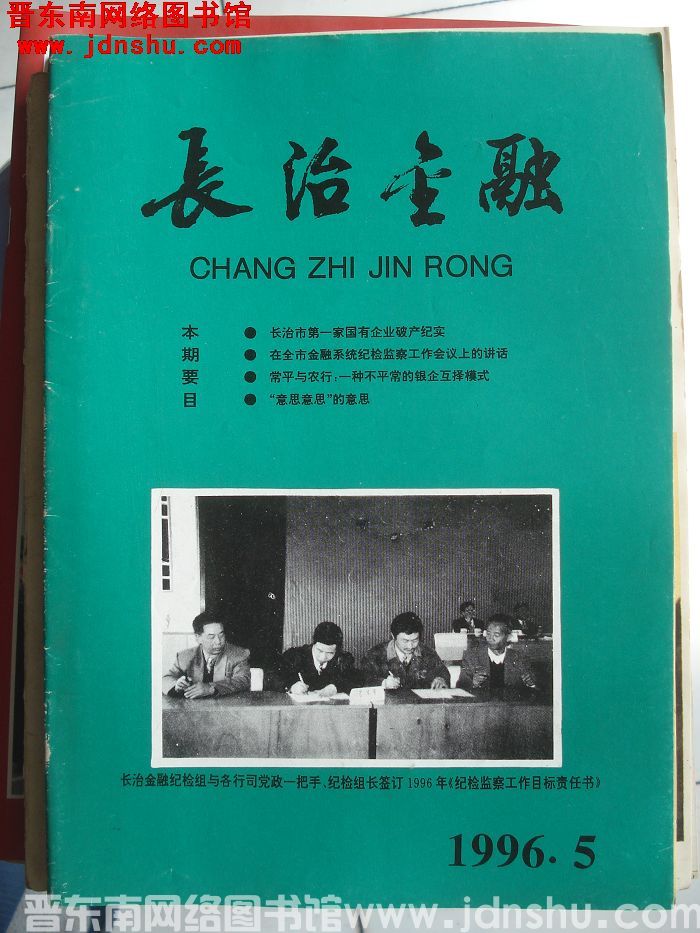 晋东南网络图书馆
www.jdnshu.com
長治金融
CHANG ZHI JIN RONG
本期要目
● 长治市第一家国有企业破产纪实
● 在全市金融系统纪检监察工作会议上的讲话
● 常平与农行：一种不平常的银企互择模式
● “意思意思”的意思
长治金融纪检组与各行司党政一把手、纪检组长签订1996年《纪检监察工作目标责任书》
1996.5
晋东南网络图书馆www.jdnshu.com